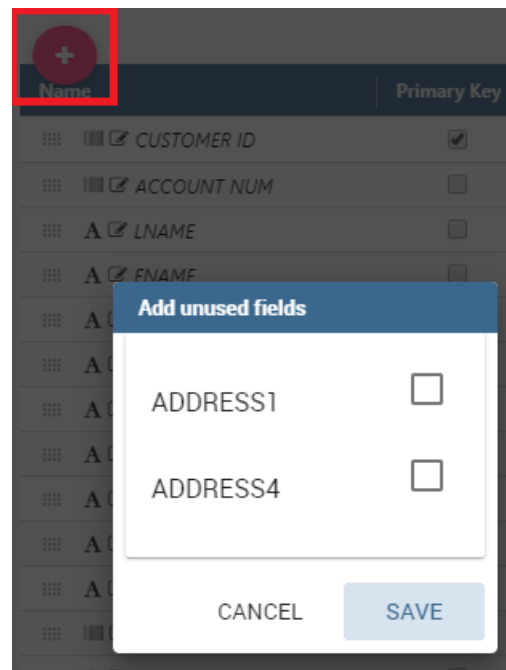 +
Name Primary Key
CUSTOMER ID
ACCOUNT NUM
A LNAME
A FNAME
Add unused fields
A
A
ADDRESS1
A
A
ADDRESS4
A
A
A
CANCEL SAVE